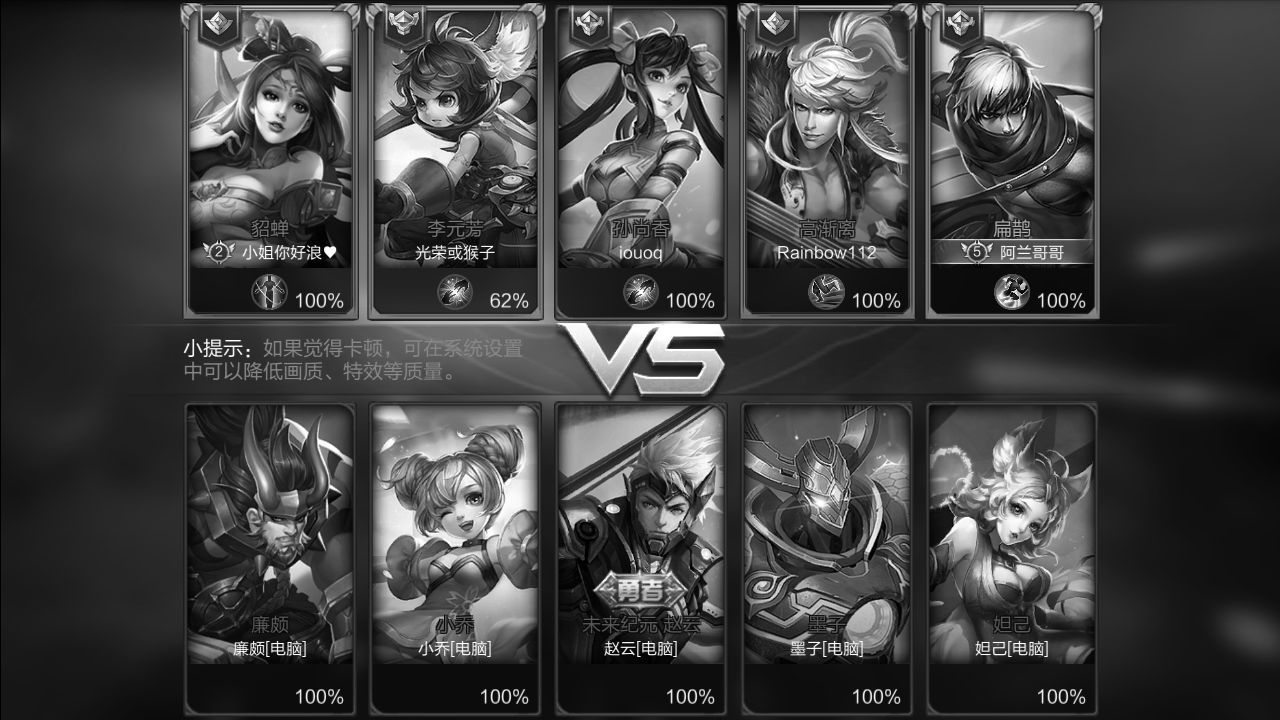 貂蝉
2 小姐你好浪♥
100%
李元芳
光荣或猴子
62%
孙尚香
iouoq
100%
高渐离
Rainbow112
100%
扁鹊
5 阿兰哥哥
100%
小提示：如果觉得卡顿，可在系统设置
中可以降低画质、特效等质量。
VS
廉颇
廉颇[电脑]
100%
小乔
小乔[电脑]
100%
勇者
未来纪元 赵云
赵云[电脑]
100%
墨子
墨子[电脑]
100%
妲己
妲己[电脑]
100%